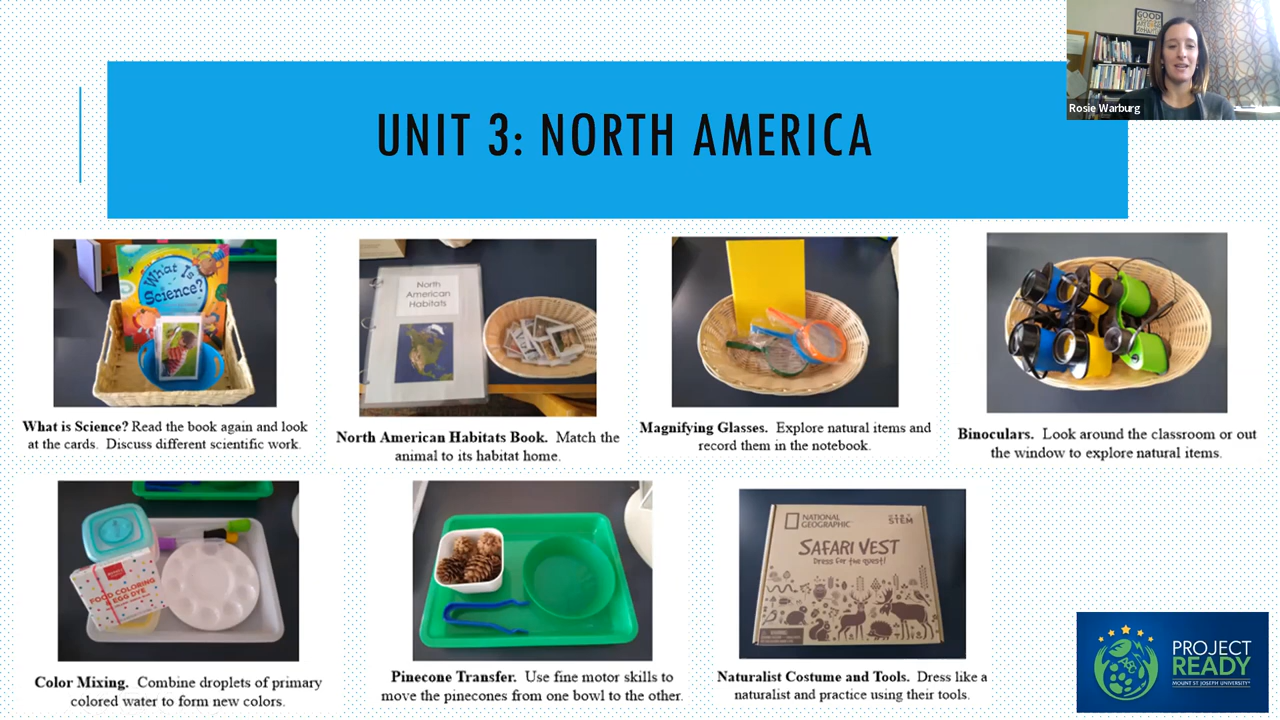 GOOD
Rosie Warburg
UNIT 3: NORTH AMERICA
What Is
Science?
North
American
Habitats
What is Science? Read the book again and look
at the cards. Discuss different scientific work.
North American Habitats Book. Match the
animal to its habitat home.
Magnifying Glasses. Explore natural items and
record them in the notebook.
Binoculars. Look around the classroom or out
the window to explore natural items.
FOOD COLORING
& EGG DYE
NATIONAL
GEOGRAPHIC
STEM
SAFARI VEST
Dress for the quest!
Color Mixing. Combine droplets of primary
colored water to form new colors.
Pinecone Transfer. Use fine motor skills to
move the pinecones from one bowl to the other.
Naturalist Costume and Tools. Dress like a
naturalist and practice using their tools.
PROJECT
READY
MOUNT ST. JOSEPH UNIVERSITY